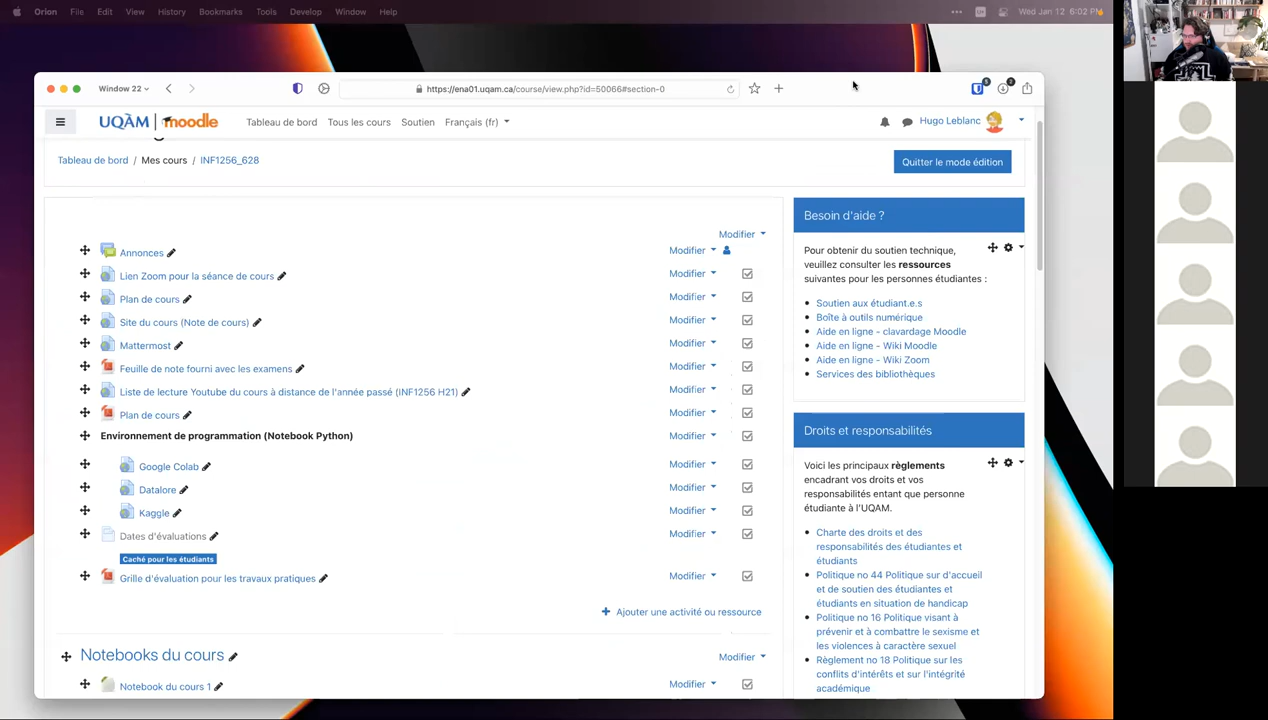 Orion File Edit View History Bookmarks Tools Develop Window Help
Wed Jan 12 6:02 PM
Window 22
https://ena01.uqam.ca/course/view.php?id=50066#section-0
UQÀM | moodle Tableau de bord Tous les cours Soutien Français (fr) Hugo Leblanc
Tableau de bord / Mes cours / INF1256_628
Quitter le mode édition
Modifier
Annonces Modifier
Lien Zoom pour la séance de cours Modifier
Plan de cours Modifier
Site du cours (Note de cours) Modifier
Mattermost Modifier
Feuille de note fourni avec les examens Modifier
Liste de lecture Youtube du cours à distance de l'année passé (INF1256 H21) Modifier
Plan de cours Modifier
Environnement de programmation (Notebook Python) Modifier
Google Colab Modifier
Datalore Modifier
Kaggle Modifier
Dates d'évaluations Modifier
Caché pour les étudiants
Grille d'évaluation pour les travaux pratiques Modifier
Ajouter une activité ou ressource
Notebooks du cours Modifier
Notebook du cours 1 Modifier
Besoin d'aide ?
Pour obtenir du soutien technique,
veuillez consulter les ressources
suivantes pour les personnes étudiantes :
Soutien aux étudiant.e.s
Boîte à outils numérique
Aide en ligne - clavardage Moodle
Aide en ligne - Wiki Moodle
Aide en ligne - Wiki Zoom
Services des bibliothèques
Droits et responsabilités
Voici les principaux règlements
encadrant vos droits et vos
responsabilités entant que personne
étudiante à l'UQAM.
Charte des droits et des
responsabilités des étudiantes et
étudiants
Politique no 44 Politique sur d'accueil
et de soutien des étudiantes et
étudiants en situation de handicap
Politique no 16 Politique visant à
prévenir et à combattre le sexisme et
les violences à caractère sexuel
Règlement no 18 Politique sur les
conflits d'intérêts et sur l'intégrité
académique